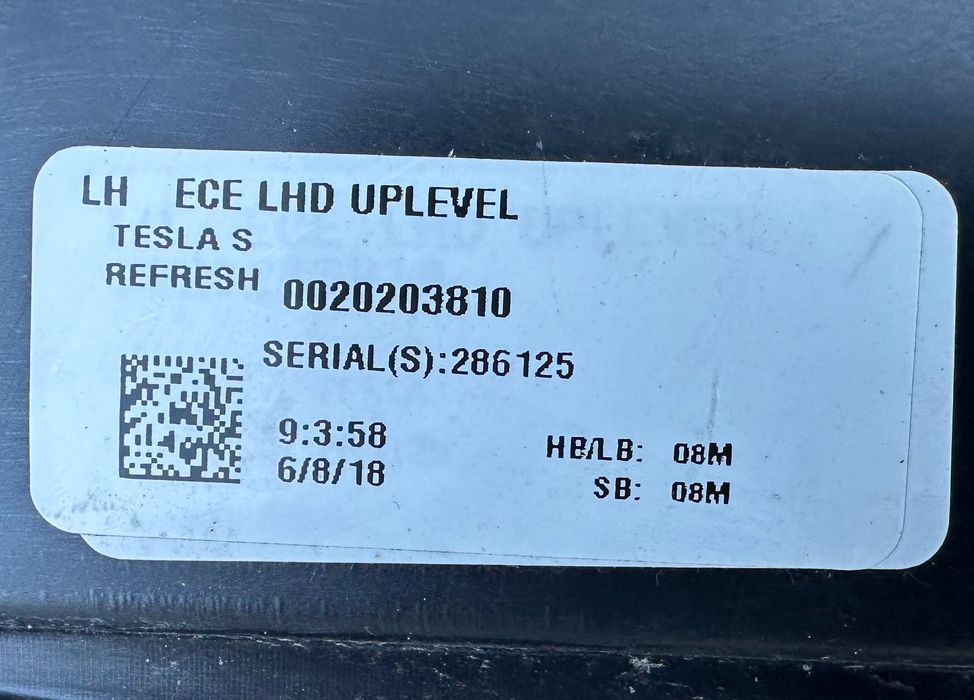 LH ECE LHD UPLEVEL
TESLA S
REFRESH 0020203810
SERIAL(S):286125
9:3:58
6/8/18
HB/LB: 08M
SB: 08M